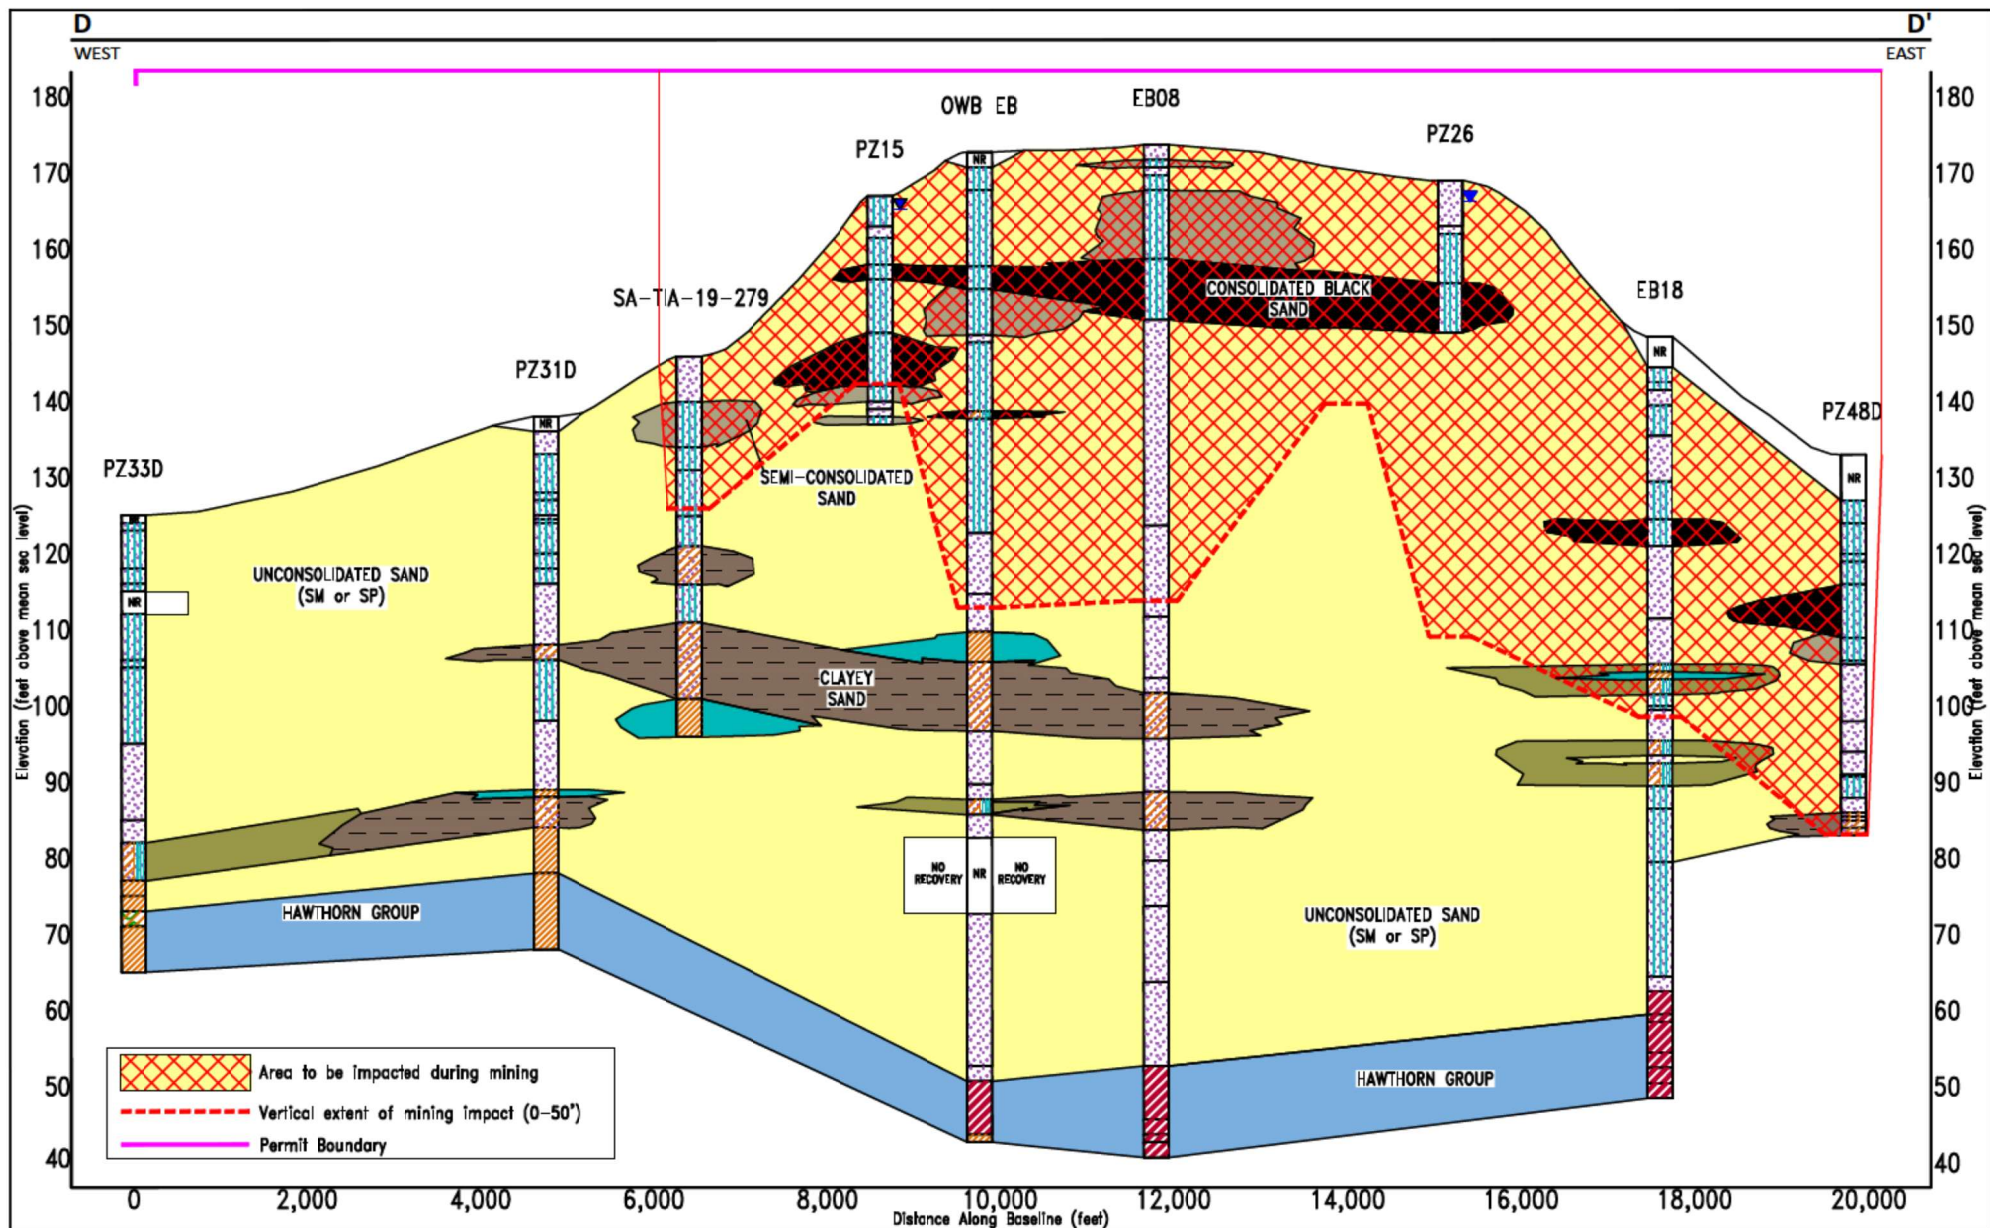 D D'
WEST EAST
180 OWB EB EB08 180
PZ15 PZ26
170 170
160 160
SA-TIA-19-279 CONSOLIDATED BLACK EB18
SAND
150 150
PZ31D
140 140
PZ48D
PZ33D
130 SEMI-CONSOLIDATED 130
SAND
120 120
UNCONSOLIDATED SAND
(SM or SP)
110 110
CLAYEY
SAND
100 100
90 90
80 80
NO
RECOVERY
NR
NO
RECOVERY
HAWTHORN GROUP
UNCONSOLIDATED SAND
(SM or SP)
70 70
60 60
HAWTHORN GROUP
50 50
40 40
NR
NR
NR
NR
NR
NR
Elevation (feet above mean sea level)
Elevation (feet above mean sea level)
Area to be impacted during mining
Vertical extent of mining impact (0-50')
Permit Boundary
0 2,000 4,000 6,000 8,000 10,000 12,000 14,000 16,000 18,000 20,000
Distance Along Baseline (feet)